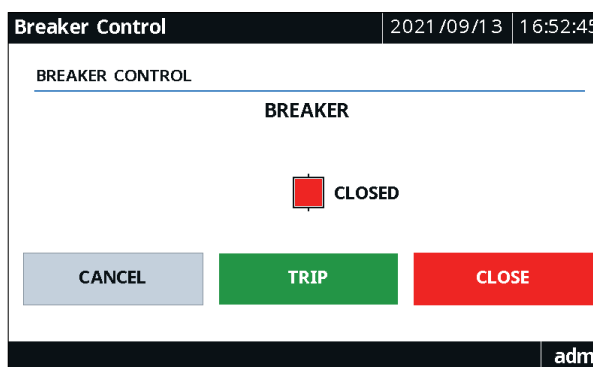 Breaker Control 2021/09/13 16:52:45
BREAKER CONTROL
BREAKER
CLOSED
CANCEL TRIP CLOSE
adm